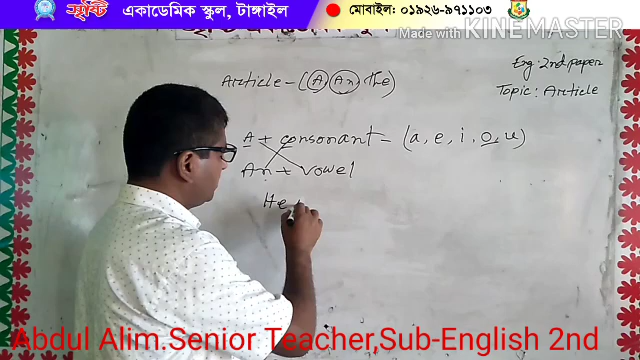 সৃষ্টি একাডেমিক স্কুল, টাঙ্গাইল মোবাইল: ০১৯২৬-৯৭১১০৩
Made with KINEMASTER
Eng: 2nd paper
Topic: Article
Article - (A, An, The)
A + consonant - (a, e, i, o, u)
An + vowel
He
Abdul Alim.Senior Teacher,Sub-English 2nd